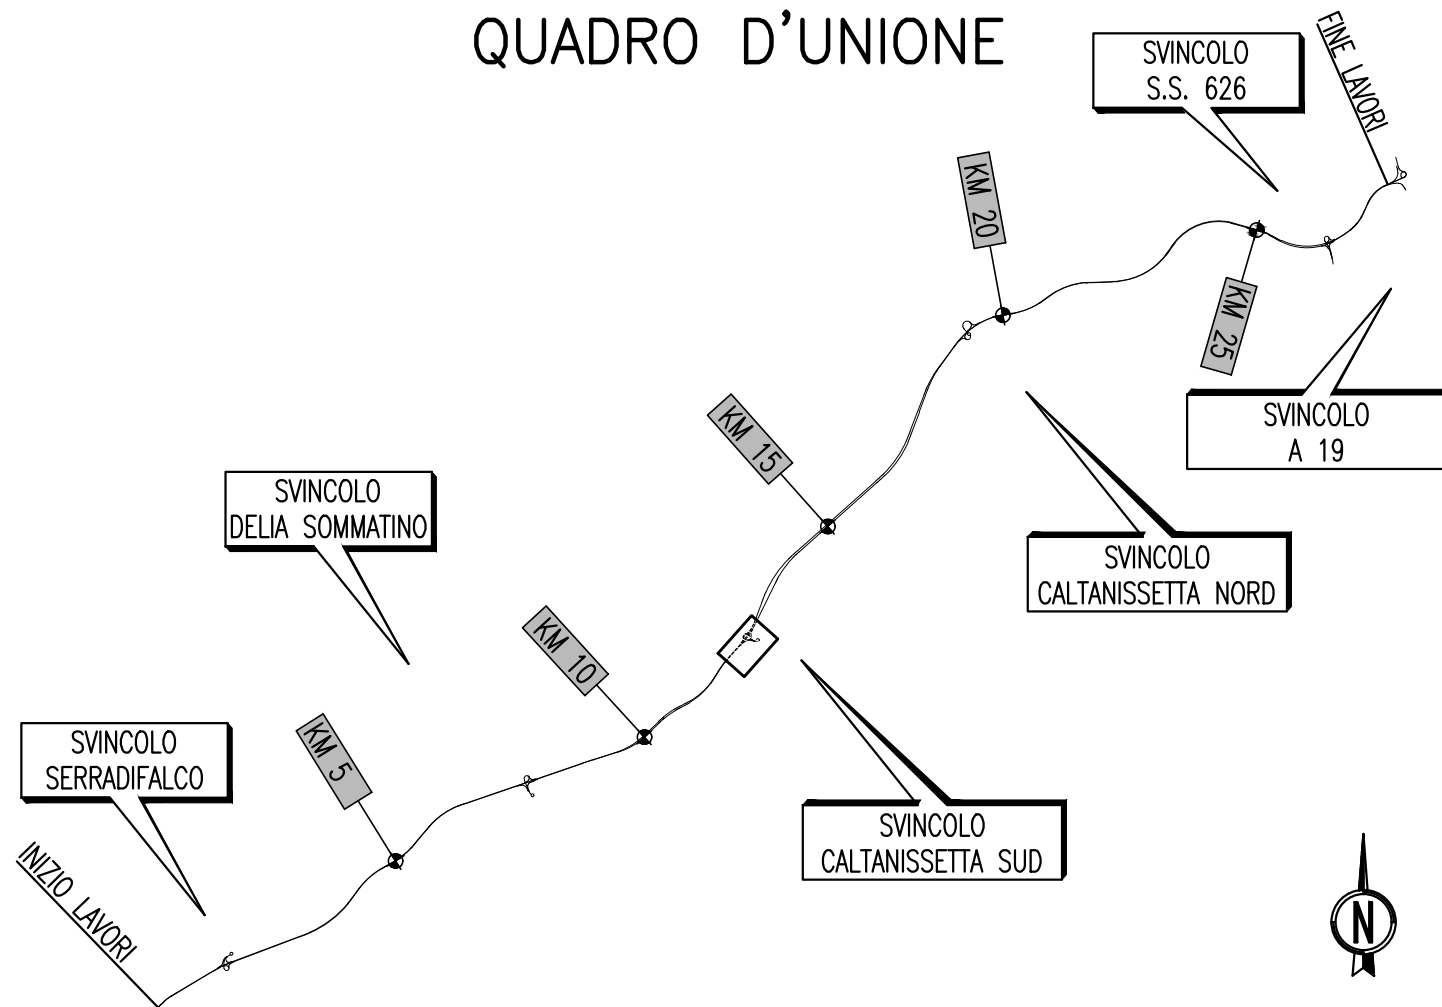 QUADRO D'UNIONE
SVINCOLO
S.S. 626
FINE LAVORI
KM 20
KM 25
SVINCOLO
A 19
KM 15
SVINCOLO
DELIA SOMMATINO
SVINCOLO
CALTANISSETTA NORD
KM 10
KM 5
SVINCOLO
SERRADIFALCO
SVINCOLO
CALTANISSETTA SUD
INIZIO LAVORI
N